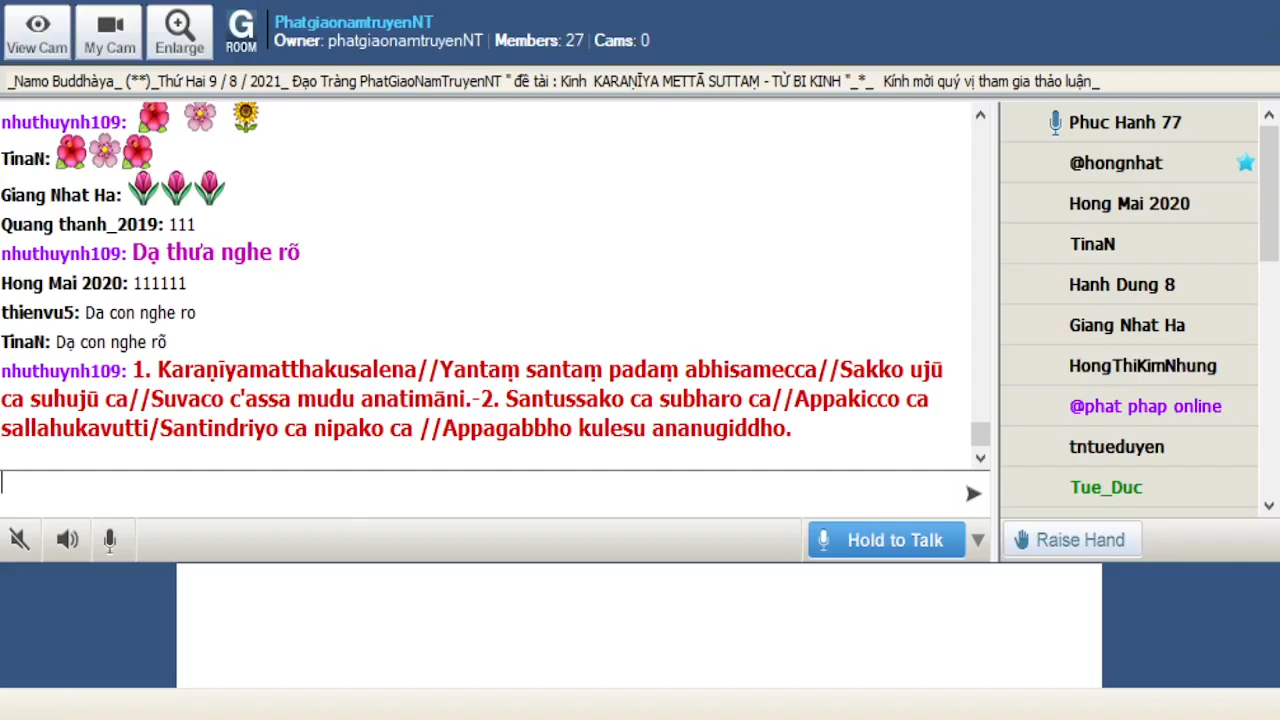 View Cam
My Cam
Enlarge
G
ROOM
PhatgiaonamtruyenNT
Owner: phatgiaonamtruyenNT | Members: 27 | Cams: 0
_Namo Buddhàya_ (**)_Thứ Hai 9 / 8 / 2021_ Đạo Tràng PhatGiaoNamTruyenNT " đề tài : Kinh KARAṆĪYA METTĀ SUTTAṂ - TỪ BI KINH "_*_ Kính mời quý vị tham gia thảo luận_
nhuthuynh109:
TinaN:
Giang Nhat Ha:
Quang thanh_2019: 111
nhuthuynh109: Dạ thưa nghe rõ
Hong Mai 2020: 111111
thienvu5: Da con nghe ro
TinaN: Dạ con nghe rõ
nhuthuynh109: 1. Karaṇīyamatthakusalena//Yantaṃ santaṃ padaṃ abhisamecca//Sakko ujū
ca suhujū ca//Suvaco c'assa mudu anatimāni.-2. Santussako ca subharo ca//Appakicco ca
sallahukavutti/Santindriyo ca nipako ca //Appagabbho kulesu ananugiddho.
Phuc Hanh 77
@hongnhat
Hong Mai 2020
TinaN
Hanh Dung 8
Giang Nhat Ha
HongThiKimNhung
@phat phap online
tntueduyen
Tue_Duc
Hold to Talk
Raise Hand